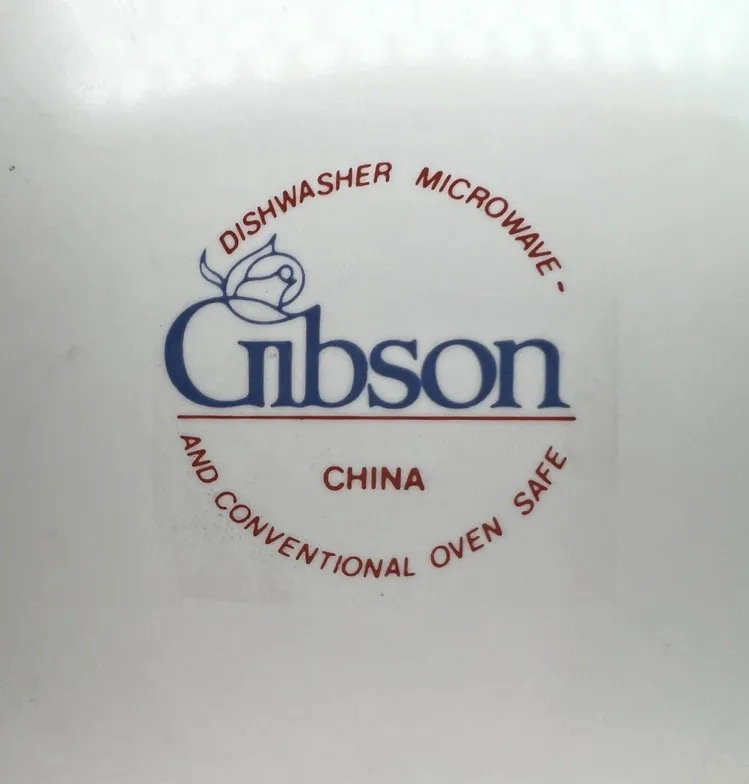 DISHWASHER MICROWAVE-
Gibson
CHINA
AND CONVENTIONAL OVEN SAFE